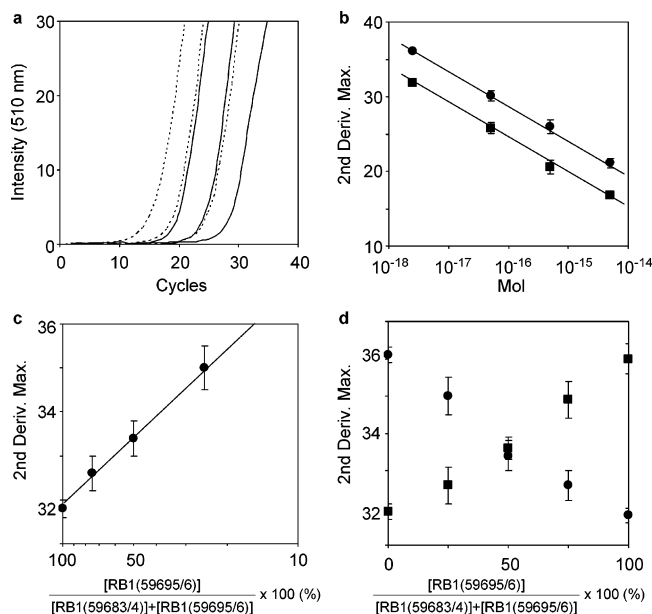 a
30
20
10
0
Intensity (510 nm)
0 10 20 30 40
Cycles
b
40
30
20
10
2nd Deriv. Max.
10⁻¹⁸ 10⁻¹⁷ 10⁻¹⁶ 10⁻¹⁵ 10⁻¹⁴
Mol
c
36
34
32
2nd Deriv. Max.
100 50 10
[RB1(59695/6)]
[RB1(59683/4)]+[RB1(59695/6)]
x 100 (%)
d
36
34
32
2nd Deriv. Max.
0 50 100
[RB1(59695/6)]
[RB1(59683/4)]+[RB1(59695/6)]
x 100 (%)